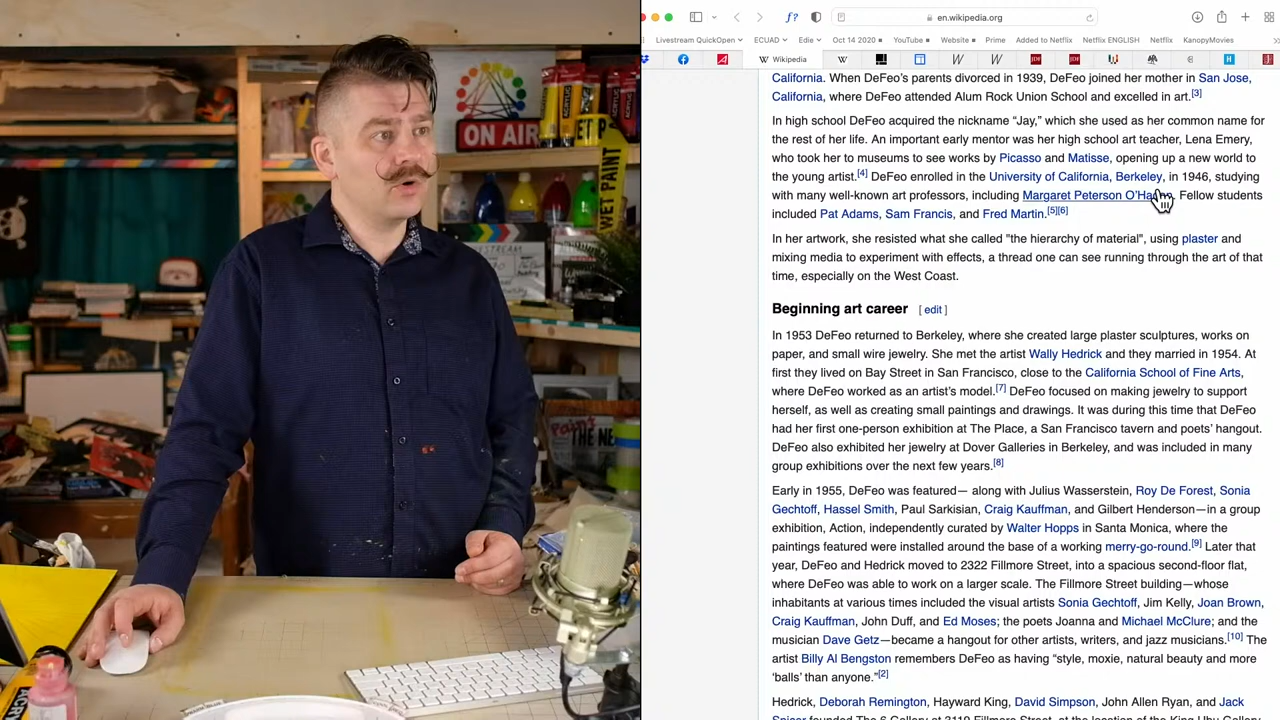 ON AIR
WET PAINT
en.wikipedia.org
Livestream QuickOpen
ECUAD
Edie
Oct 14 2020
YouTube
Website
Prime
Added to Netflix
Netflix ENGLISH
Netflix
KanopyMovies
Wikipedia
California. When DeFeo's parents divorced in 1939, DeFeo joined her mother in San Jose,
California, where DeFeo attended Alum Rock Union School and excelled in art.[3]
In high school DeFeo acquired the nickname “Jay,” which she used as her common name for
the rest of her life. An important early mentor was her high school art teacher, Lena Emery,
who took her to museums to see works by Picasso and Matisse, opening up a new world to
the young artist.[4] DeFeo enrolled in the University of California, Berkeley, in 1946, studying
with many well-known art professors, including Margaret Peterson O'Ha Fellow students
included Pat Adams, Sam Francis, and Fred Martin.[5][6]
In her artwork, she resisted what she called "the hierarchy of material", using plaster and
mixing media to experiment with effects, a thread one can see running through the art of that
time, especially on the West Coast.
Beginning art career [ edit ]
In 1953 DeFeo returned to Berkeley, where she created large plaster sculptures, works on
paper, and small wire jewelry. She met the artist Wally Hedrick and they married in 1954. At
first they lived on Bay Street in San Francisco, close to the California School of Fine Arts,
where DeFeo worked as an artist's model.[7] DeFeo focused on making jewelry to support
herself, as well as creating small paintings and drawings. It was during this time that DeFeo
had her first one-person exhibition at The Place, a San Francisco tavern and poets' hangout.
DeFeo also exhibited her jewelry at Dover Galleries in Berkeley, and was included in many
group exhibitions over the next few years.[8]
Early in 1955, DeFeo was featured— along with Julius Wasserstein, Roy De Forest, Sonia
Gechtoff, Hassel Smith, Paul Sarkisian, Craig Kauffman, and Gilbert Henderson—in a group
exhibition, Action, independently curated by Walter Hopps in Santa Monica, where the
paintings featured were installed around the base of a working merry-go-round.[9] Later that
year, DeFeo and Hedrick moved to 2322 Fillmore Street, into a spacious second-floor flat,
where DeFeo was able to work on a larger scale. The Fillmore Street building—whose
inhabitants at various times included the visual artists Sonia Gechtoff, Jim Kelly, Joan Brown,
Craig Kauffman, John Duff, and Ed Moses; the poets Joanna and Michael McClure; and the
musician Dave Getz—became a hangout for other artists, writers, and jazz musicians.[10] The
artist Billy Al Bengston remembers DeFeo as having “style, moxie, natural beauty and more
‘balls’ than anyone.”[2]
Hedrick, Deborah Remington, Hayward King, David Simpson, John Allen Ryan, and Jack